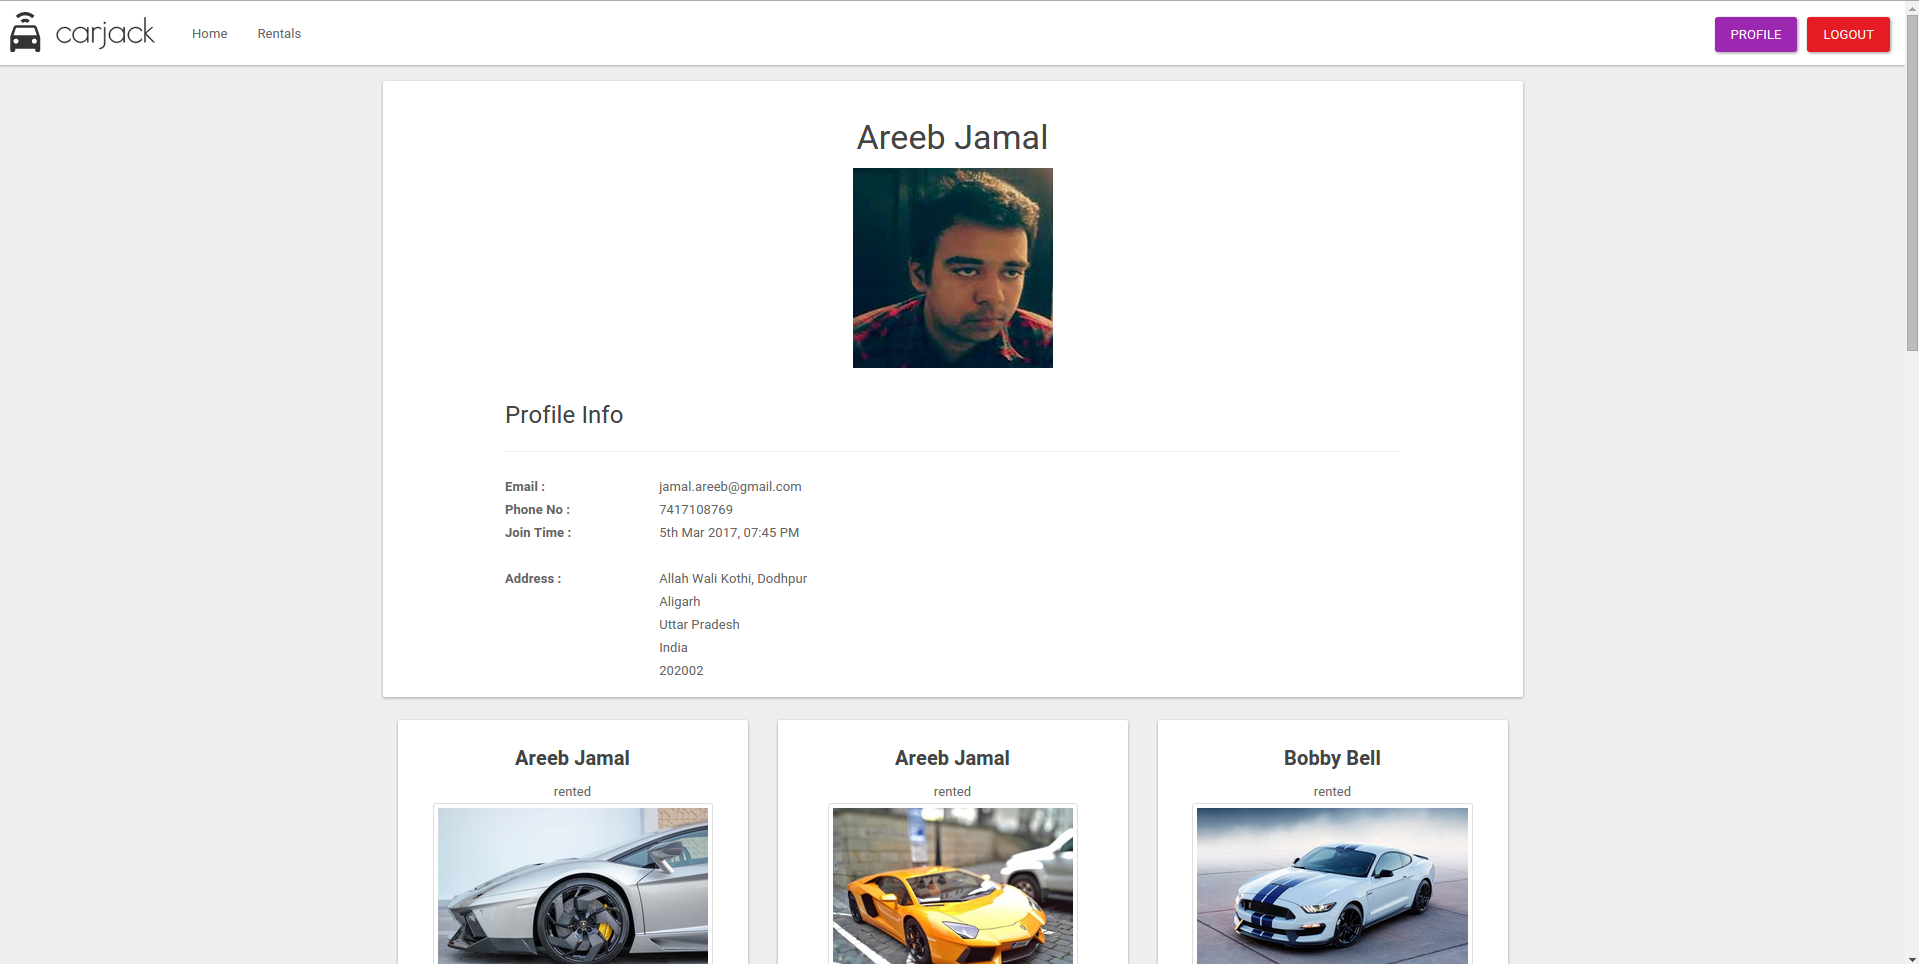 carjack
Home
Rentals
PROFILE
LOGOUT
Areeb Jamal
Profile Info
Email : jamal.areeb@gmail.com
Phone No : 7417108769
Join Time : 5th Mar 2017, 07:45 PM
Address : Allah Wali Kothi, Dodhpur
Aligarh
Uttar Pradesh
India
202002
Areeb Jamal
rented
Areeb Jamal
rented
Bobby Bell
rented